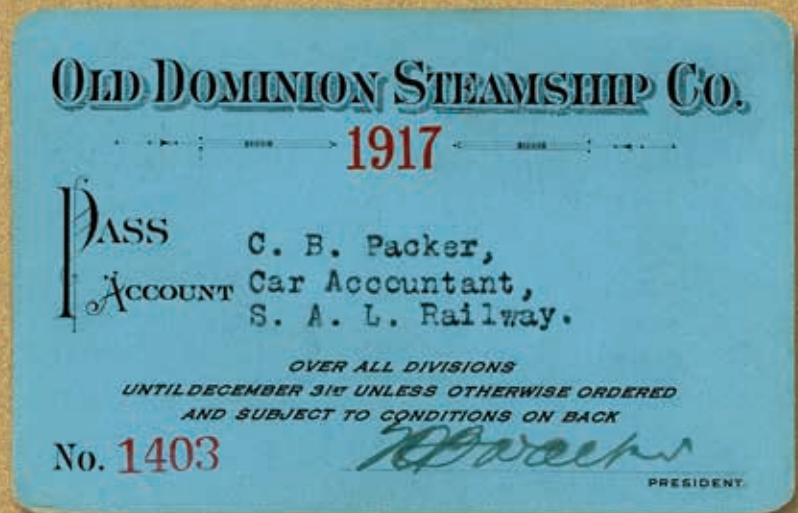 OLD DOMINION STEAMSHIP CO.
1917
PASS C. B. Packer,
ACCOUNT Car Accountant,
S. A. L. Railway.
OVER ALL DIVISIONS
UNTIL DECEMBER 31ST UNLESS OTHERWISE ORDERED
AND SUBJECT TO CONDITIONS ON BACK
No. 1403
PRESIDENT.